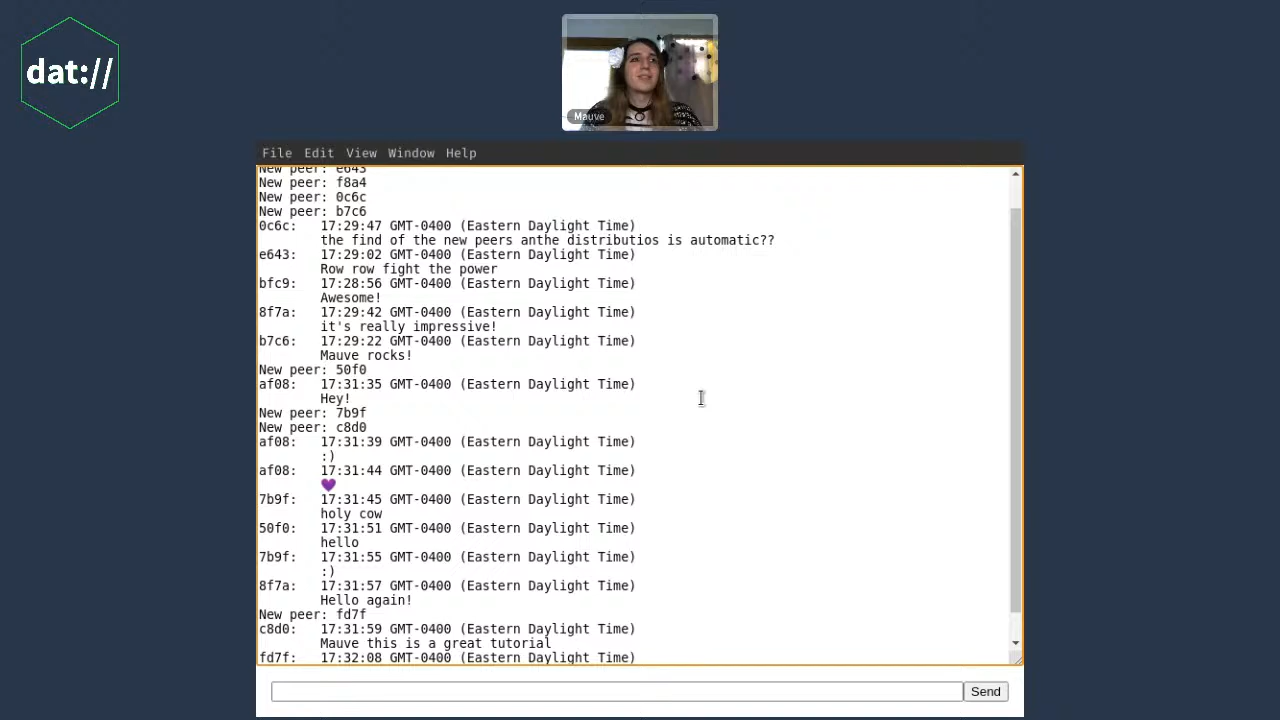 dat://
Mauve
File Edit View Window Help
New peer: e643
New peer: f8a4
New peer: 0c6c
New peer: b7c6
0c6c: 17:29:47 GMT-0400 (Eastern Daylight Time)
the find of the new peers anthe distributios is automatic??
e643: 17:29:02 GMT-0400 (Eastern Daylight Time)
Row row fight the power
bfc9: 17:28:56 GMT-0400 (Eastern Daylight Time)
Awesome!
8f7a: 17:29:42 GMT-0400 (Eastern Daylight Time)
it's really impressive!
b7c6: 17:29:22 GMT-0400 (Eastern Daylight Time)
Mauve rocks!
New peer: 50f0
af08: 17:31:35 GMT-0400 (Eastern Daylight Time)
Hey!
New peer: 7b9f
New peer: c8d0
af08: 17:31:39 GMT-0400 (Eastern Daylight Time)
:)
af08: 17:31:44 GMT-0400 (Eastern Daylight Time)
💜
7b9f: 17:31:45 GMT-0400 (Eastern Daylight Time)
holy cow
50f0: 17:31:51 GMT-0400 (Eastern Daylight Time)
hello
7b9f: 17:31:55 GMT-0400 (Eastern Daylight Time)
:)
8f7a: 17:31:57 GMT-0400 (Eastern Daylight Time)
Hello again!
New peer: fd7f
c8d0: 17:31:59 GMT-0400 (Eastern Daylight Time)
Mauve this is a great tutorial
fd7f: 17:32:08 GMT-0400 (Eastern Daylight Time)
Send